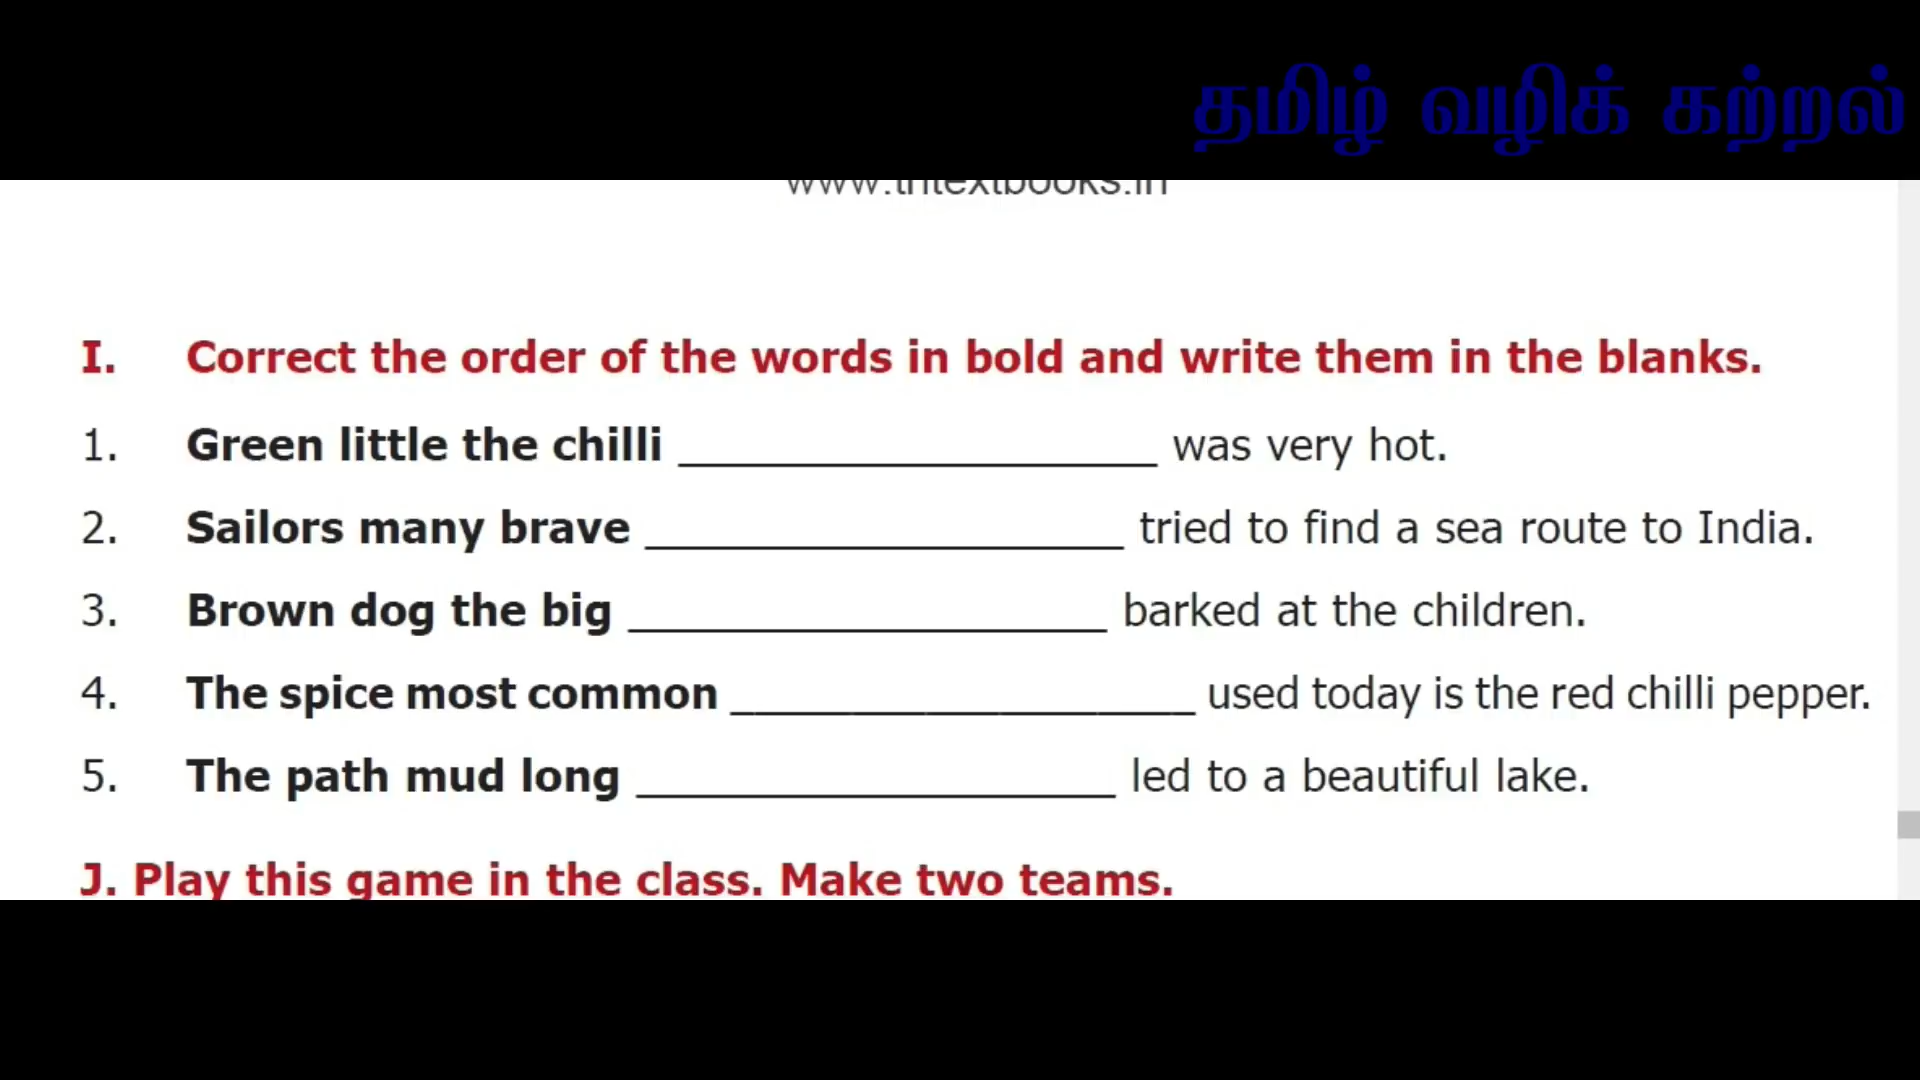 தமிழ் வழிக் கற்றல்
www.tntextbooks.in
I. Correct the order of the words in bold and write them in the blanks.
1. Green little the chilli ____________________ was very hot.
2. Sailors many brave ____________________ tried to find a sea route to India.
3. Brown dog the big ____________________ barked at the children.
4. The spice most common ___________________ used today is the red chilli pepper.
5. The path mud long ____________________ led to a beautiful lake.
J. Play this game in the class. Make two teams.